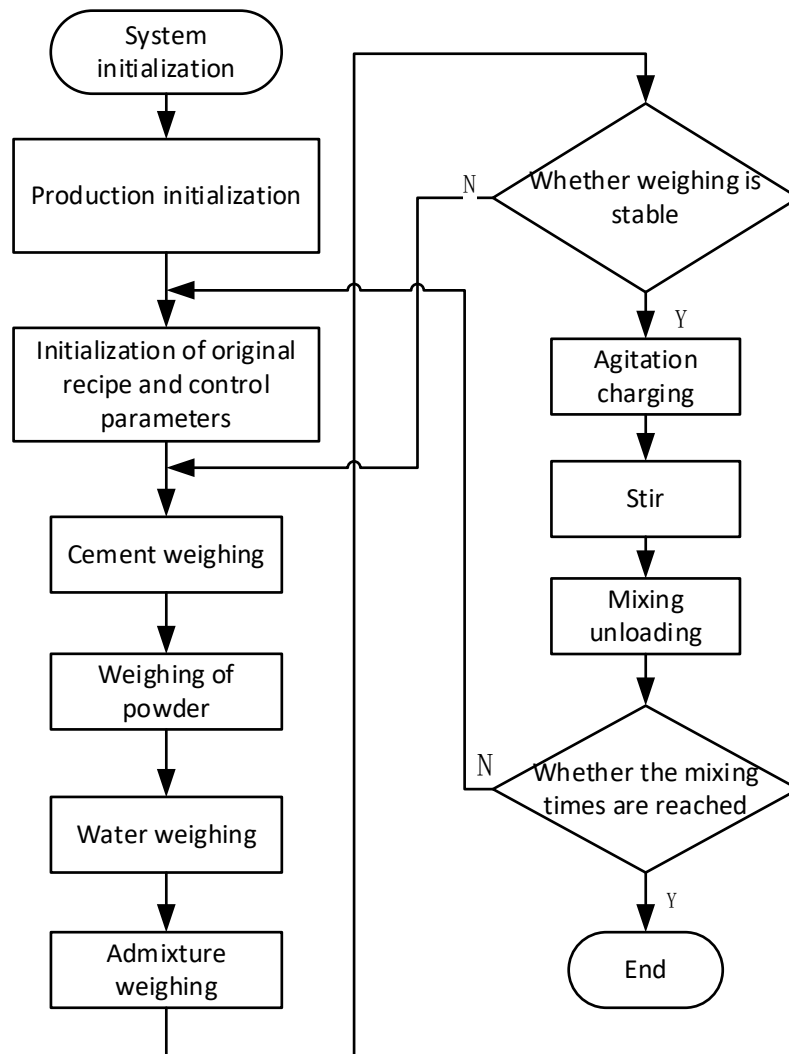 System
initialization
Production initialization
Initialization of original
recipe and control
parameters
Cement weighing
Weighing of
powder
Water weighing
Admixture
weighing
Whether weighing is
stable
N
Y
Agitation
charging
Stir
Mixing
unloading
Whether the mixing
times are reached
N
Y
End